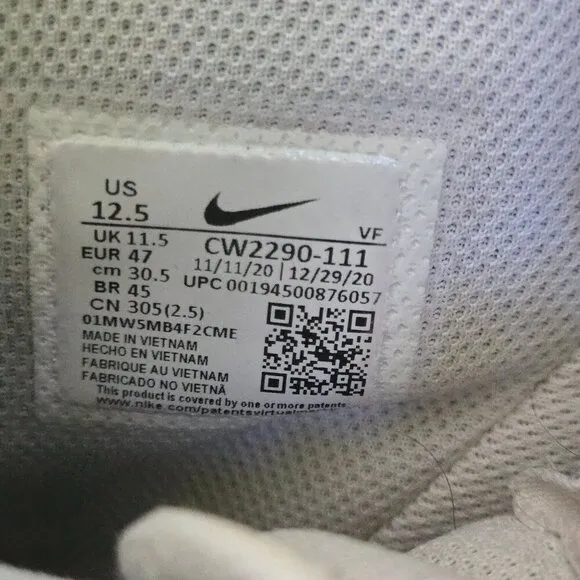 US
12.5
VF
UK 11.5
EUR 47
cm 30.5
BR 45
CN 305(2.5)
CW2290-111
11/11/20 | 12/29/20
UPC 00194500876057
01MW5MB4F2CME
MADE IN VIETNAM
HECHO EN VIETNAM
FABRIQUE AU VIETNAM
FABRICADO NO VIETNÃ
This product is covered by one or more patents